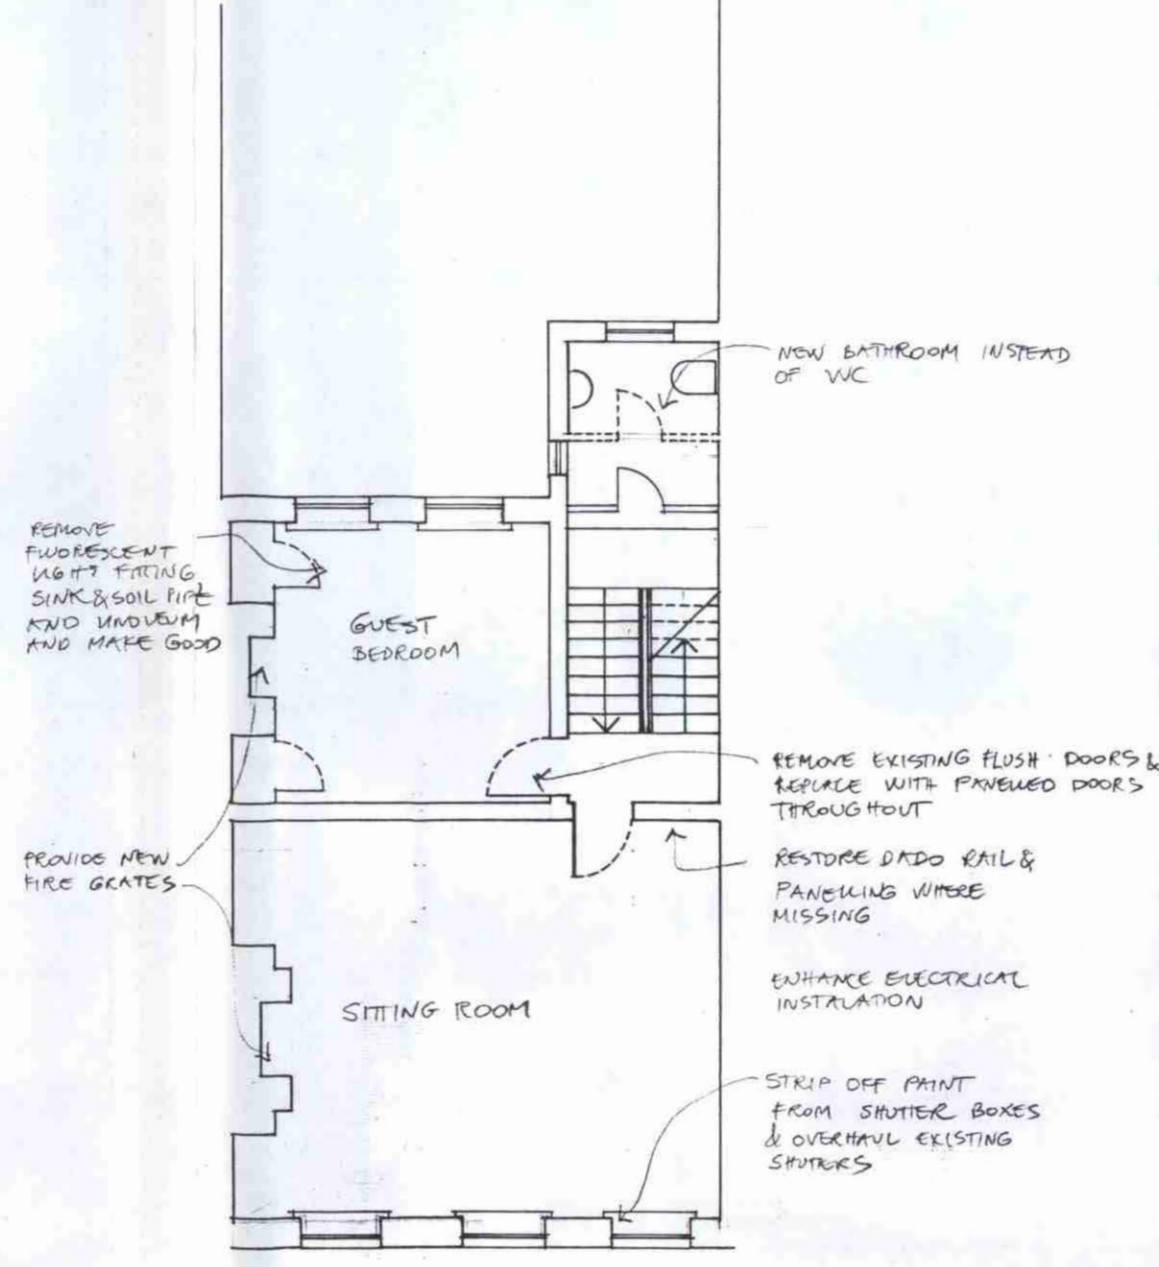 NEW BATHROOM INSTEAD
OF WC
REMOVE
FLUORESCENT
LIGHT FITTING
SINK & SOIL PIPE
AND LINOLEUM
AND MAKE GOOD
GUEST
BEDROOM
REMOVE EXISTING FLUSH DOORS &
REPLACE WITH PANELLED DOORS
THROUGHOUT
PROVIDE NEW
FIRE GRATES
RESTORE DADO RAIL &
PANELLING WHERE
MISSING
ENHANCE ELECTRICAL
INSTALATION
SITTING ROOM
STRIP OFF PAINT
FROM SHUTTER BOXES
& OVERHAUL EXISTING
SHUTTERS